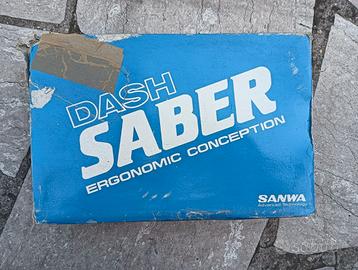 DASH
SABER
ERGONOMIC CONCEPTION
SANWA
Advanced Technology